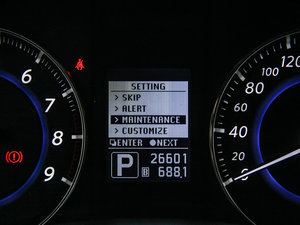 SETTING
> SKIP
> ALERT
> MAINTENANCE
> CUSTOMIZE
ENTER NEXT
P 26601
B 688.1
6
7
8
9
120
100
80
60
40
20
0